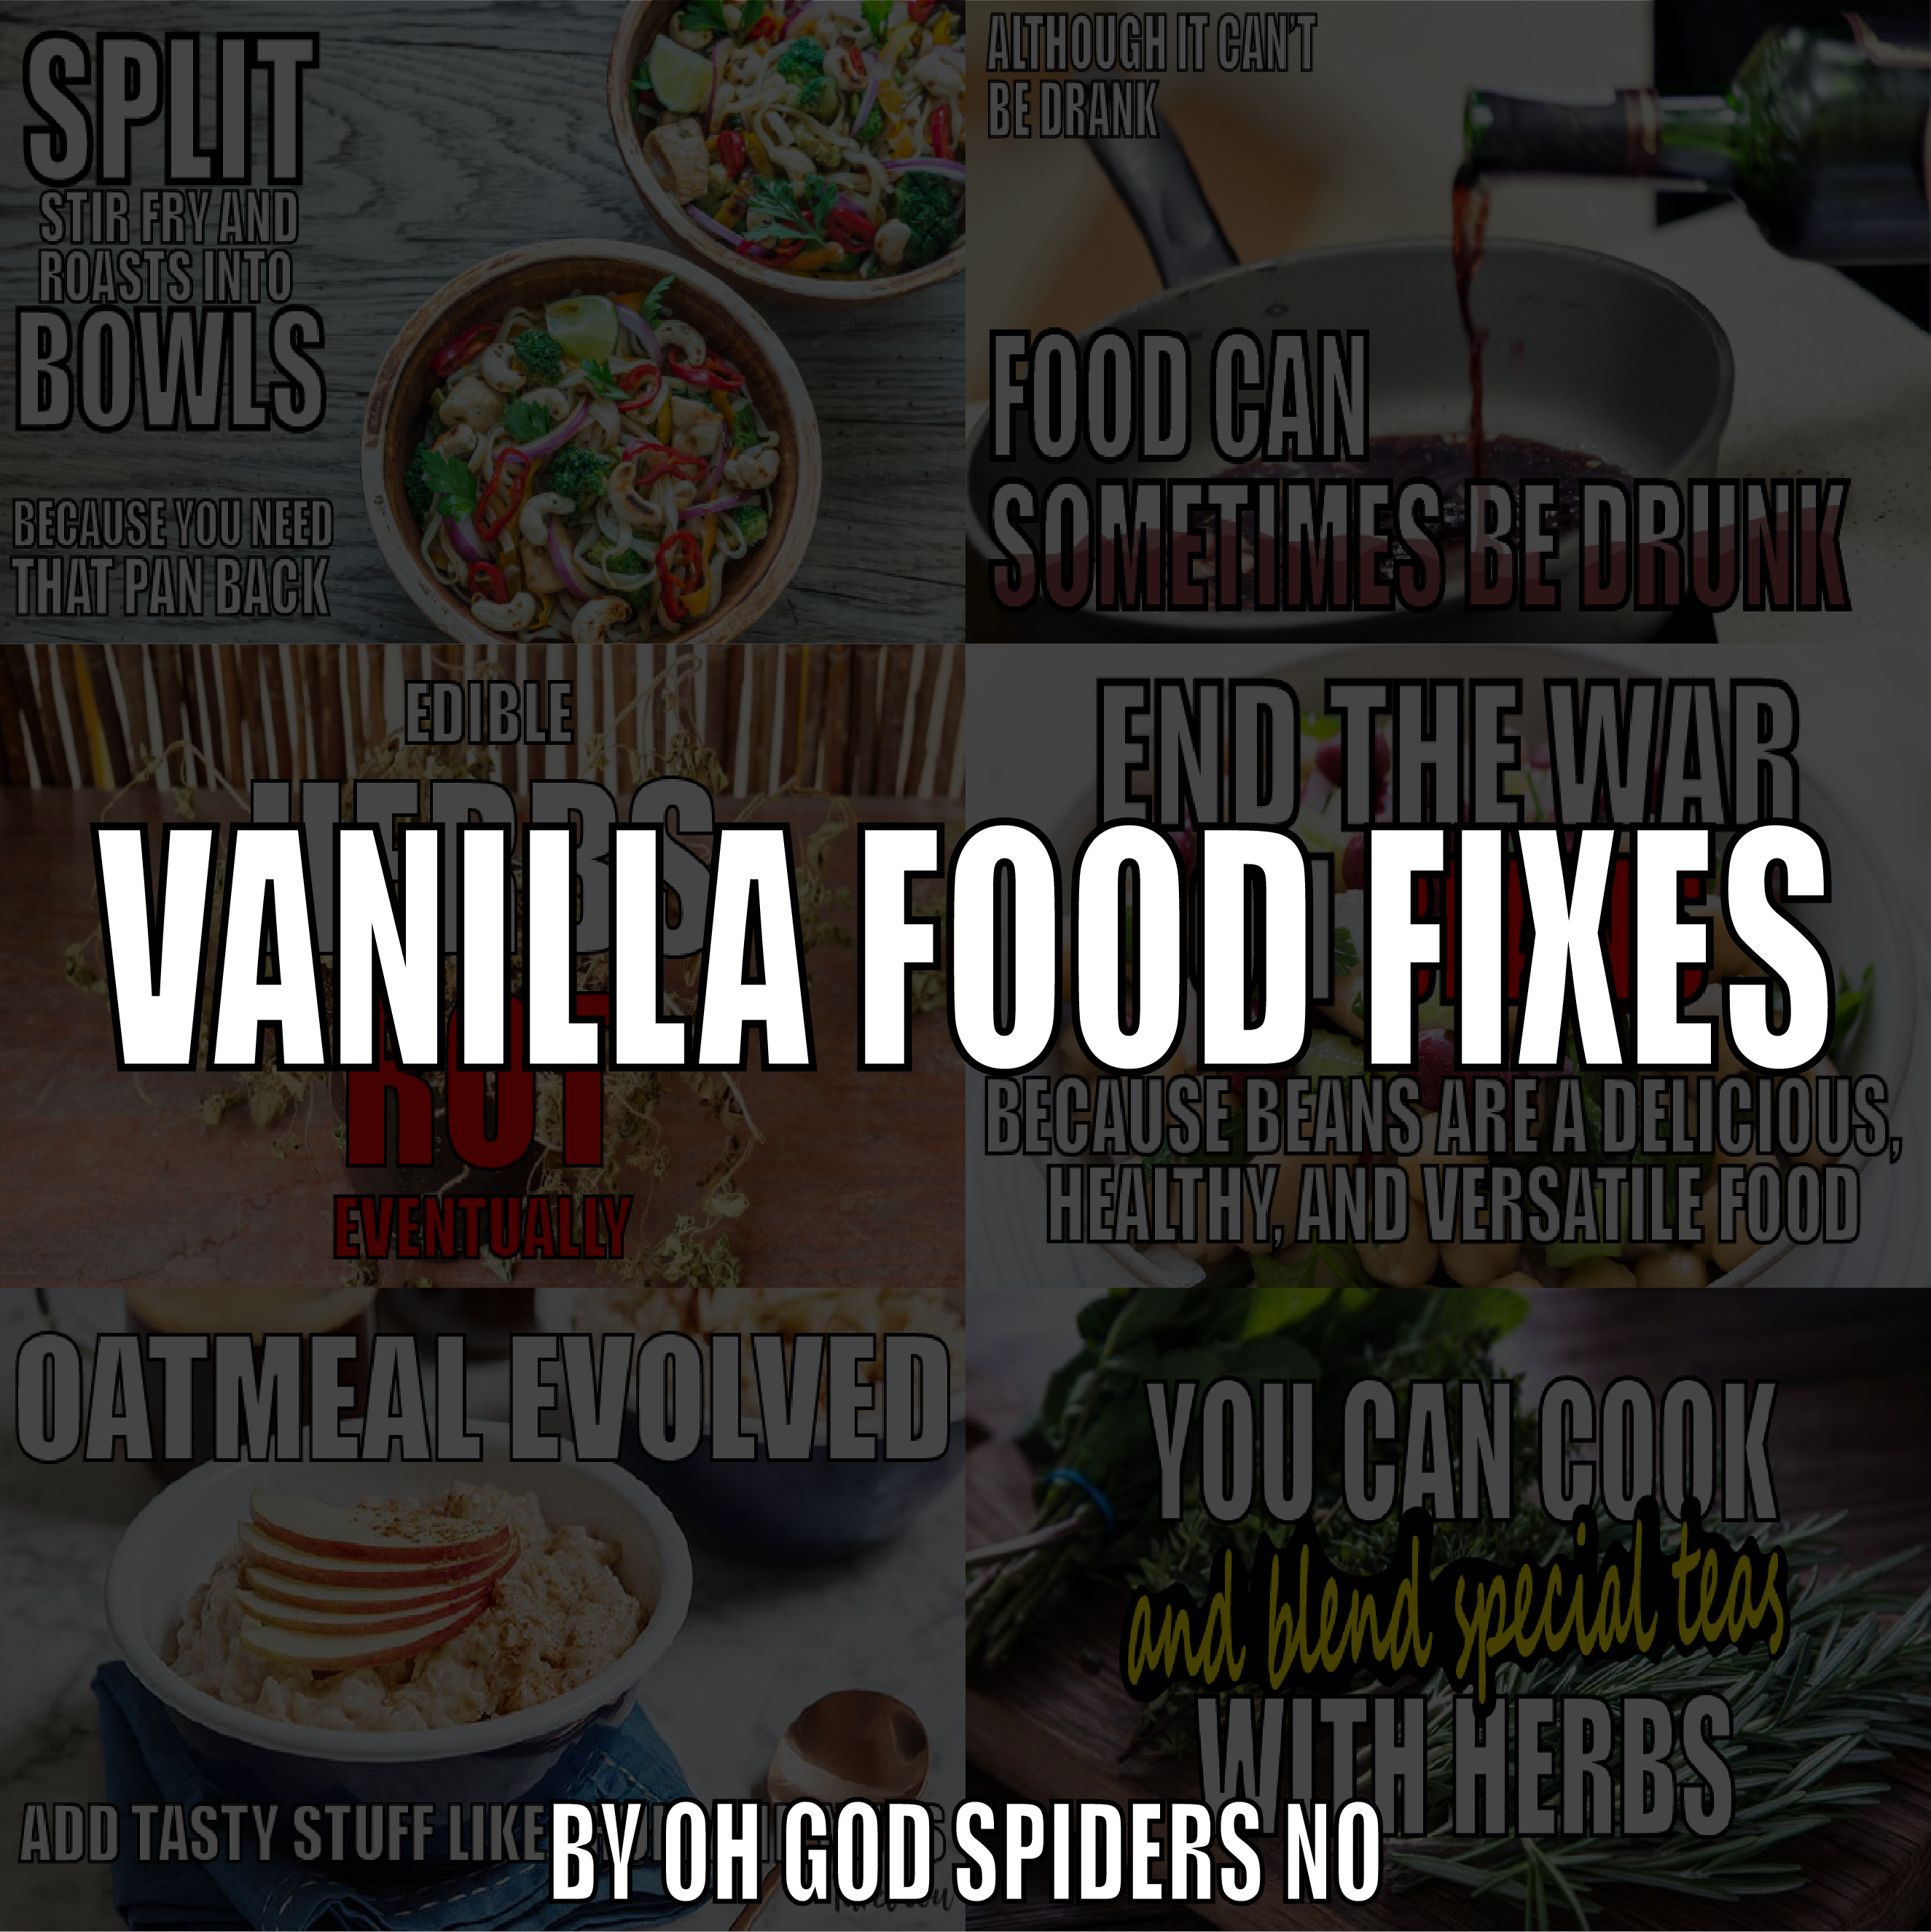 SPLIT
STIR FRY AND
ROASTS INTO
BOWLS
BECAUSE YOU NEED
THAT PAN BACK
ALTHOUGH IT CAN'T
BE DRANK
FOOD CAN
SOMETIMES BE DRUNK
EDIBLE
HERBS
ROT
EVENTUALLY
END THE WAR
BECAUSE BEANS ARE A DELICIOUS,
HEALTHY, AND VERSATILE FOOD
VANILLA FOOD FIXES
OATMEAL EVOLVED
ADD TASTY STUFF LIKE
YOU CAN COOK
and blend special teas
WITH HERBS
BY OH GOD SPIDERS NO